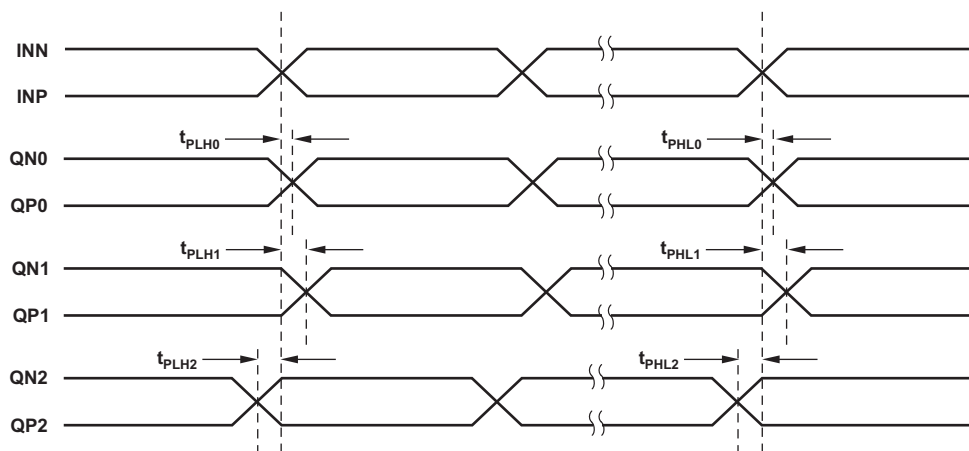 INN
INP
tPLH0 tPHL0
QN0
QP0
tPLH1 tPHL1
QN1
QP1
tPLH2 tPHL2
QN2
QP2